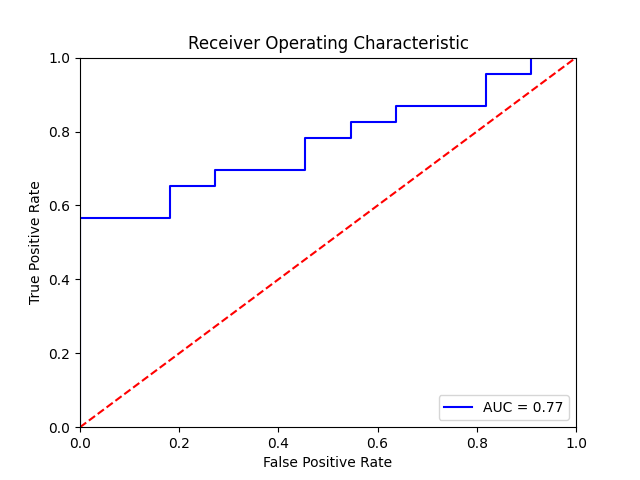 Receiver Operating Characteristic
1.0
0.8
0.6
0.4
0.2
0.0
True Positive Rate
AUC = 0.77
0.0 0.2 0.4 0.6 0.8 1.0
False Positive Rate